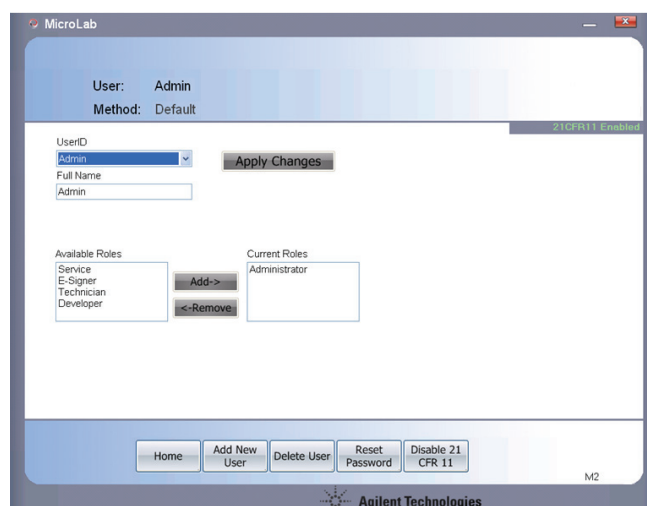 MicroLab
User: Admin
Method: Default
21CFR11 Enabled
UserID
Admin
Apply Changes
Full Name
Admin
Available Roles
Current Roles
Service
E-Signer
Technician
Developer
Add->
<-Remove
Administrator
Home
Add New
User
Delete User
Reset
Password
Disable 21
CFR 11
M2
Agilent Technologies